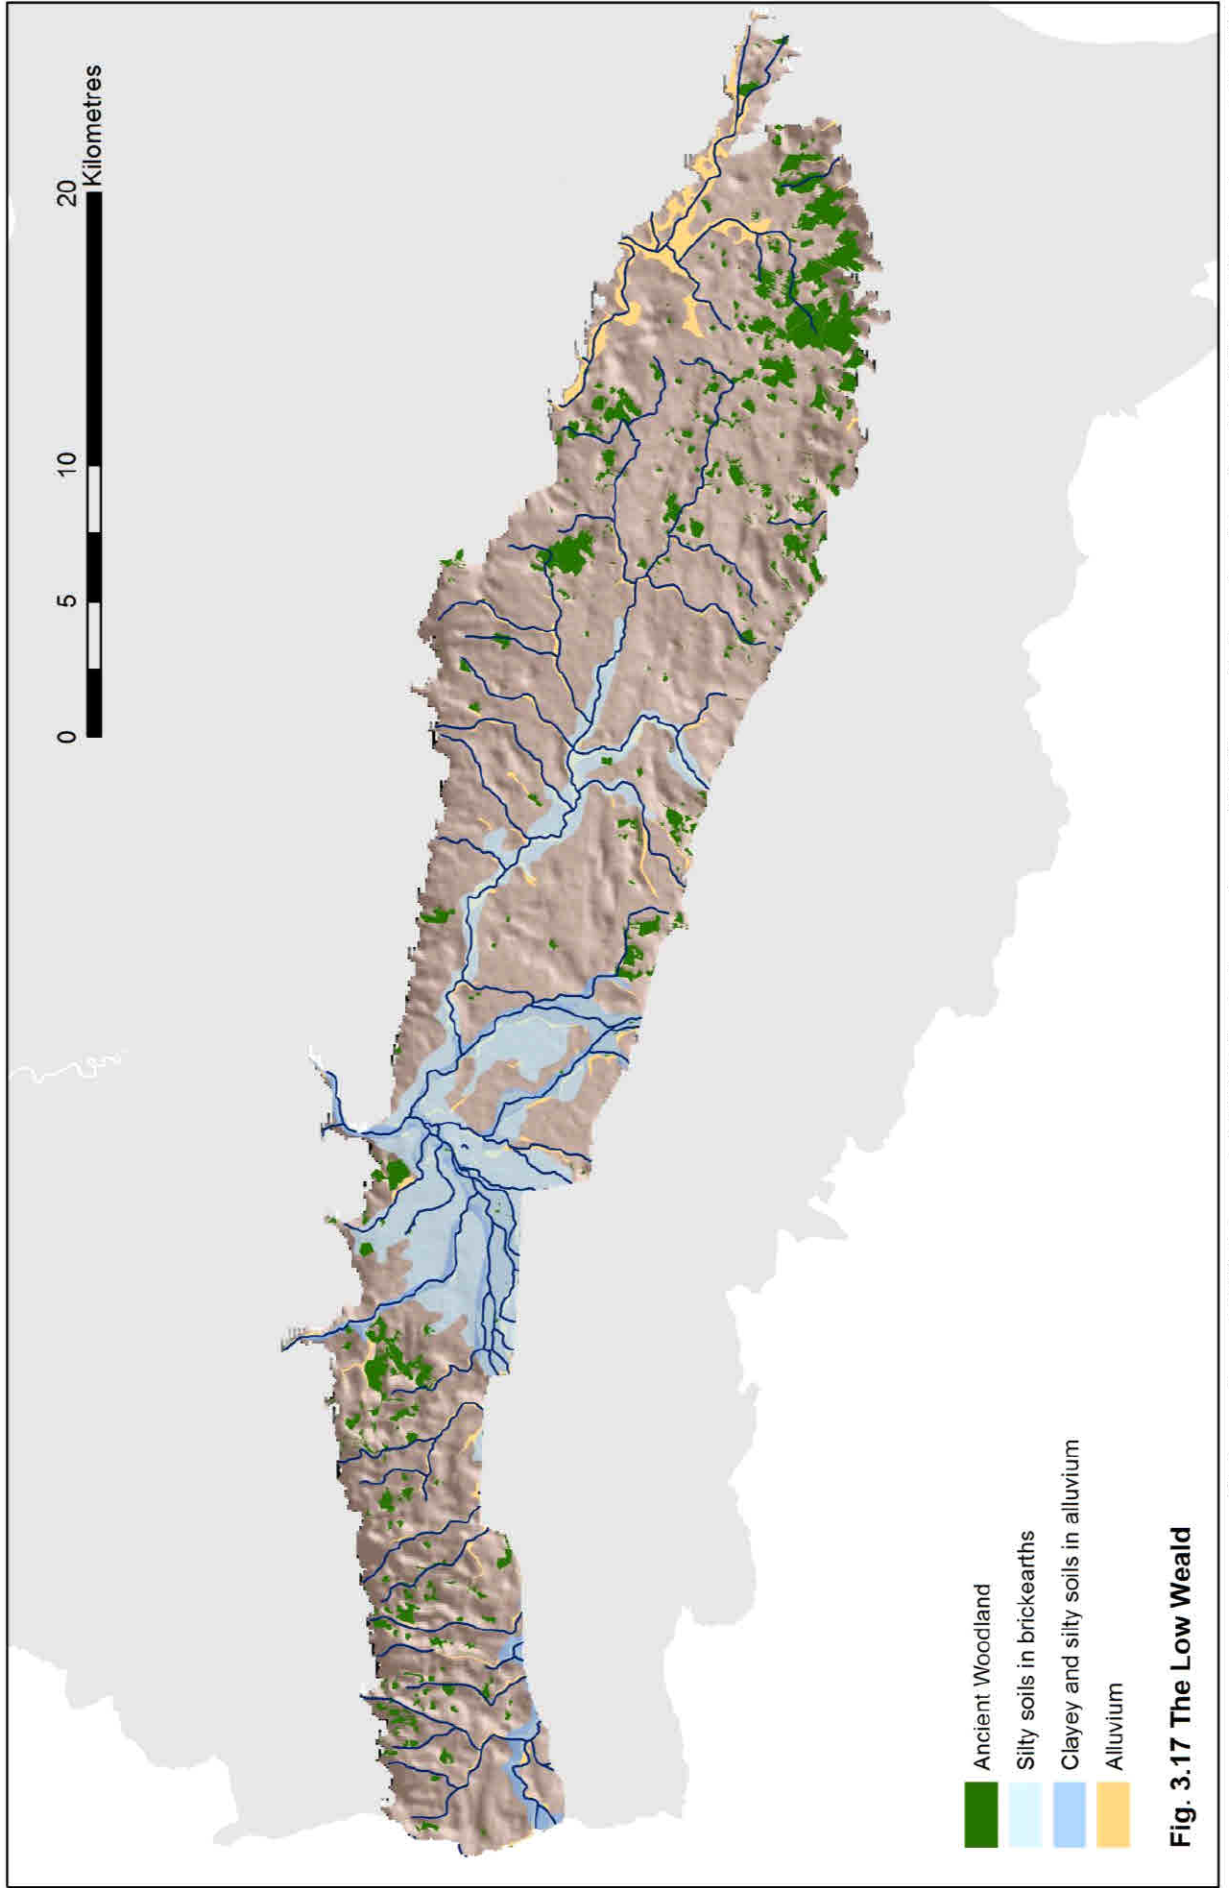 0 5 10 20
Kilometres
Ancient Woodland
Silty soils in brickearths
Clayey and silty soils in alluvium
Alluvium
Fig. 3.17 The Low Weald